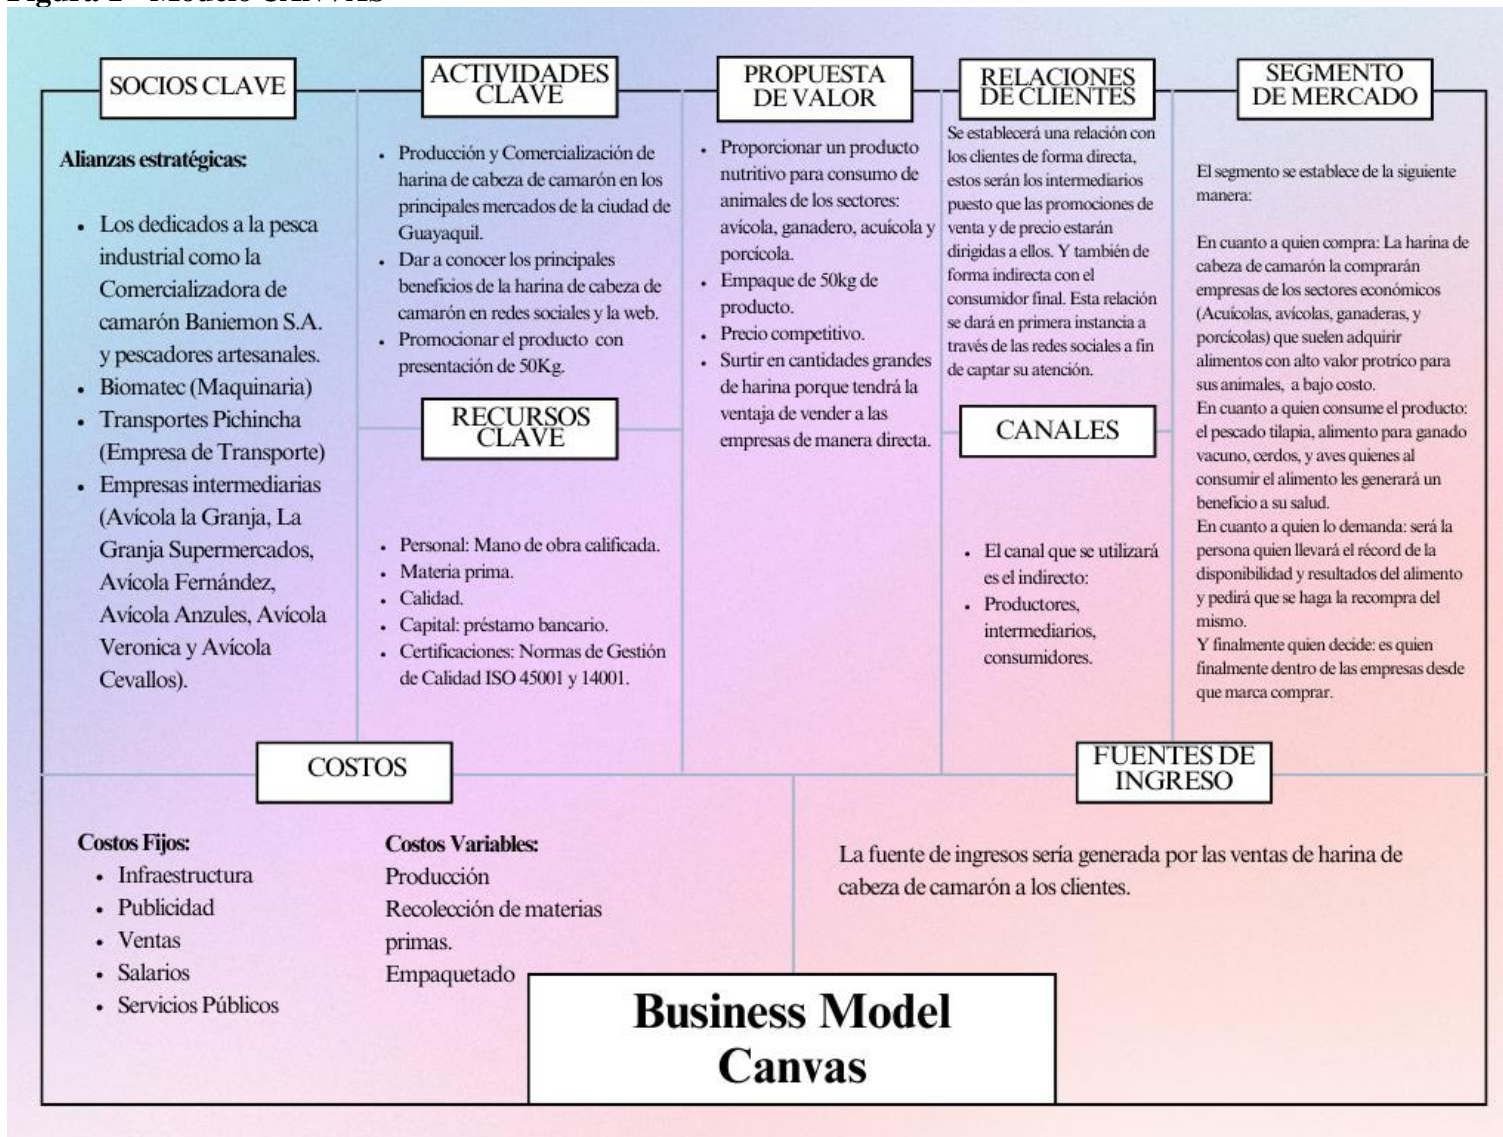 SOCIOS CLAVE
Alianzas estratégicas:
• Los dedicados a la pesca
industrial como la
Comercializadora de
camarón Baniemon S.A.
y pescadores artesanales.
• Biomatec (Maquinaria)
• Transportes Pichincha
(Empresa de Transporte)
• Empresas intermediarias
(Avícola la Granja, La
Granja Supermercados,
Avícola Fernández,
Avícola Anzules, Avícola
Veronica y Avícola
Cevallos).
ACTIVIDADES
CLAVE
• Producción y Comercialización de
harina de cabeza de camarón en los
principales mercados de la ciudad de
Guayaquil.
• Dar a conocer los principales
beneficios de la harina de cabeza de
camarón en redes sociales y la web.
• Promocionar el producto con
presentación de 50Kg.
RECURSOS
CLAVE
• Personal: Mano de obra calificada.
• Materia prima.
• Calidad.
• Capital: préstamo bancario.
• Certificaciones: Normas de Gestión
de Calidad ISO 45001 y 14001.
PROPUESTA
DE VALOR
• Proporcionar un producto
nutritivo para consumo de
animales de los sectores:
avícola, ganadero, acuícola y
porcícola.
• Empaque de 50kg de
producto.
• Precio competitivo.
• Surtir en cantidades grandes
de harina porque tendrá la
ventaja de vender a las
empresas de manera directa.
RELACIONES
DE CLIENTES
Se establecerá una relación con
los clientes de forma directa,
estos serán los intermediarios
puesto que las promociones de
venta y de precio estarán
dirigidas a ellos. Y también de
forma indirecta con el
consumidor final. Esta relación
se dará en primera instancia a
través de las redes sociales a fin
de captar su atención.
CANALES
• El canal que se utilizará
es el indirecto:
• Productores,
intermediarios,
consumidores.
SEGMENTO
DE MERCADO
El segmento se establece de la siguiente
manera:
En cuanto a quien compra: La harina de
cabeza de camarón la comprarán
empresas de los sectores económicos
(Acuícolas, avícolas, ganaderas, y
porcícolas) que suelen adquirir
alimentos con alto valor protríco para
sus animales, a bajo costo.
En cuanto a quien consume el producto:
el pescado tilapia, alimento para ganado
vacuno, cerdos, y aves quienes al
consumir el alimento les generará un
beneficio a su salud.
En cuanto a quien lo demanda: será la
persona quien llevará el récord de la
disponibilidad y resultados del alimento
y pedirá que se haga la recompra del
mismo.
Y finalmente quien decide: es quien
finalmente dentro de las empresas desde
que marca comprar.
COSTOS
Costos Fijos:
• Infraestructura
• Publicidad
• Ventas
• Salarios
• Servicios Públicos
Costos Variables:
Producción
Recolección de materias
primas.
Empaquetado
FUENTES DE
INGRESO
La fuente de ingresos sería generada por las ventas de harina de
cabeza de camarón a los clientes.
Business Model
Canvas